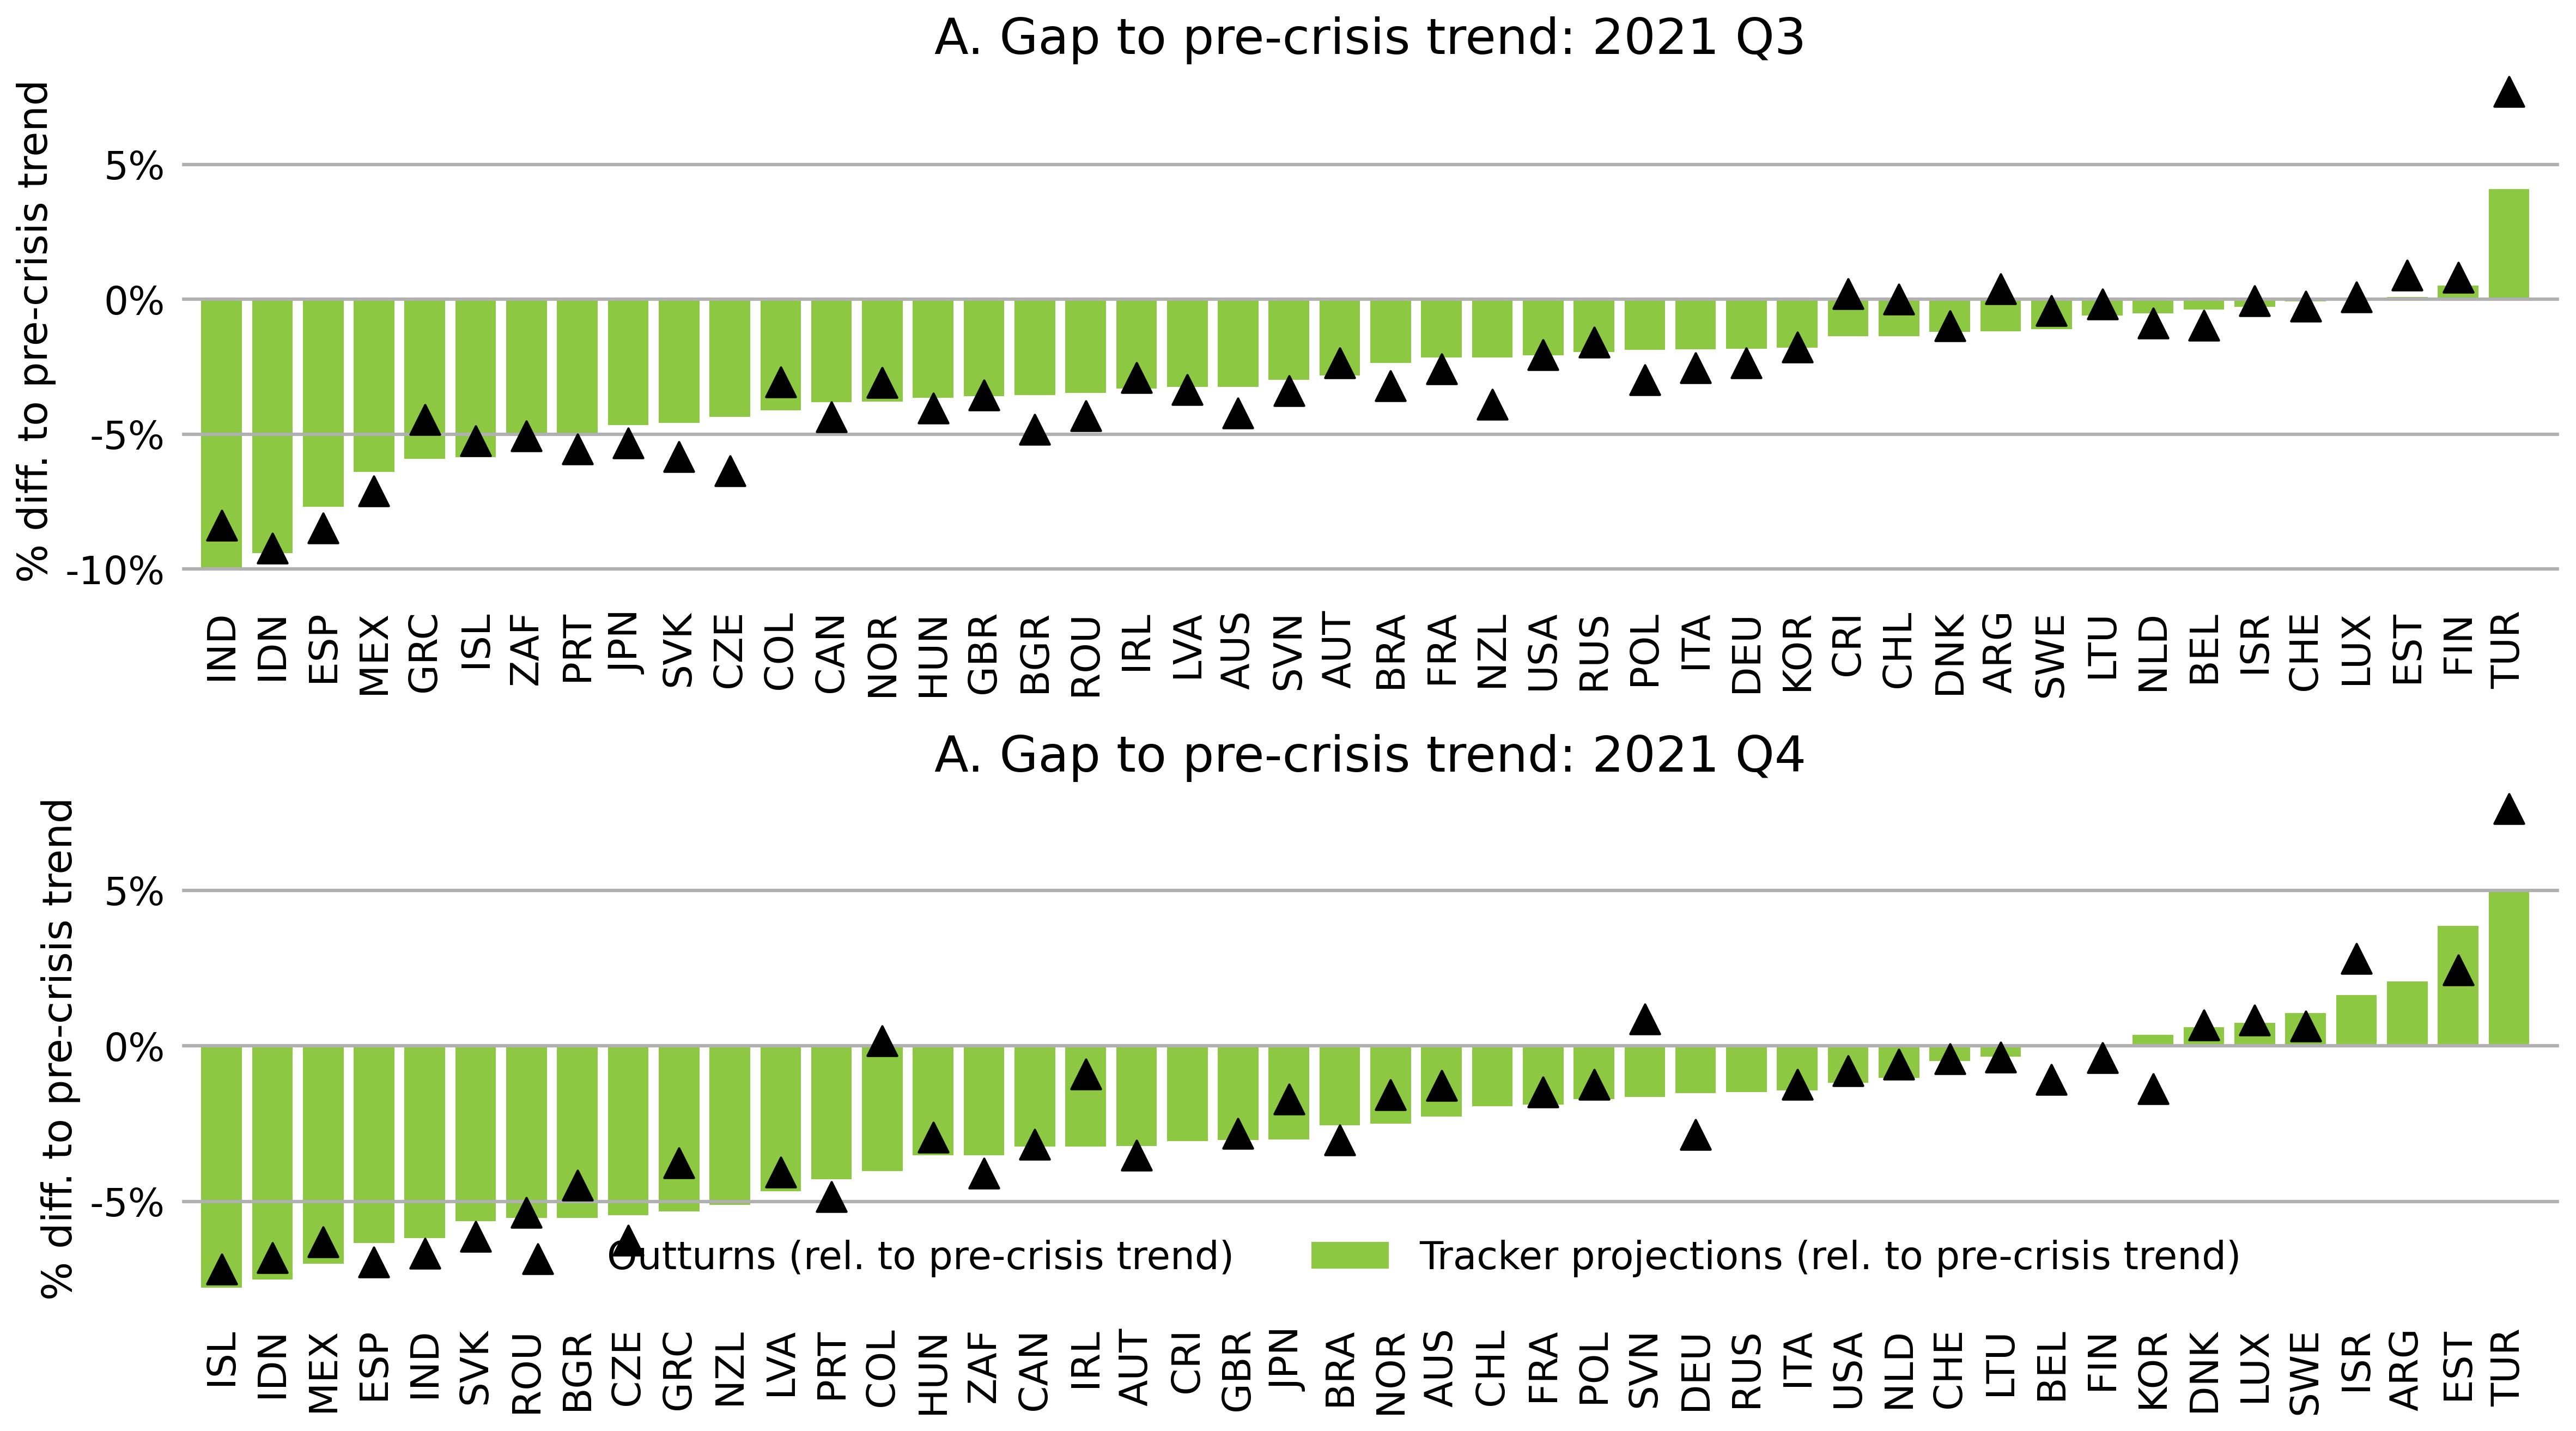 A. Gap to pre-crisis trend: 2021 Q3
% diff. to pre-crisis trend
5%
0%
-5%
-10%
IND IDN ESP MEX GRC ISL ZAF PRT JPN SVK CZE COL CAN NOR HUN GBR BGR ROU IRL LVA AUS SVN AUT BRA FRA NZL USA RUS POL ITA DEU KOR CRI CHL DNK ARG SWE LTU NLD BEL ISR CHE LUX EST FIN TUR
A. Gap to pre-crisis trend: 2021 Q4
% diff. to pre-crisis trend
5%
0%
-5%
Outturns (rel. to pre-crisis trend) Tracker projections (rel. to pre-crisis trend)
ISL IDN MEX ESP IND SVK ROU BGR CZE GRC NZL LVA PRT COL HUN ZAF CAN IRL AUT CRI GBR JPN BRA NOR AUS CHL FRA POL SVN DEU RUS ITA USA NLD CHE LTU BEL FIN KOR DNK LUX SWE ISR ARG EST TUR